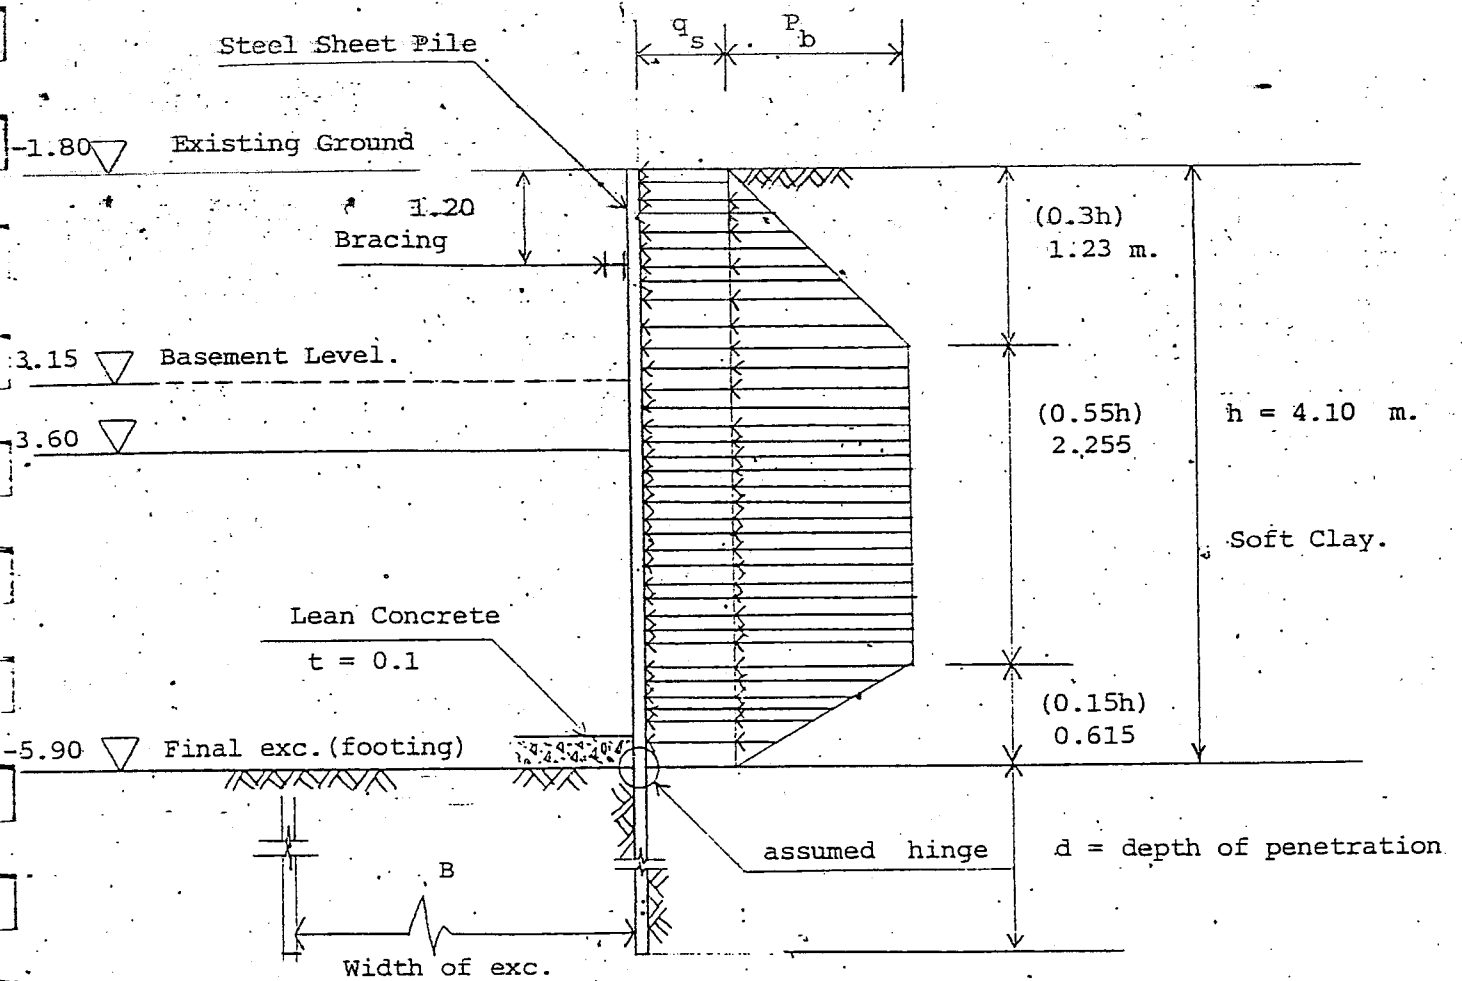 q_s P_b
Steel Sheet Pile
-1.80 Existing Ground
1.20
Bracing
(0.3h)
1.23 m.
3.15 Basement Level.
3.60
(0.55h)
2.255
h = 4.10 m.
Soft Clay.
Lean Concrete
t = 0.1
(0.15h)
0.615
-5.90 Final exc.(footing)
assumed hinge
d = depth of penetration
B
Width of exc.